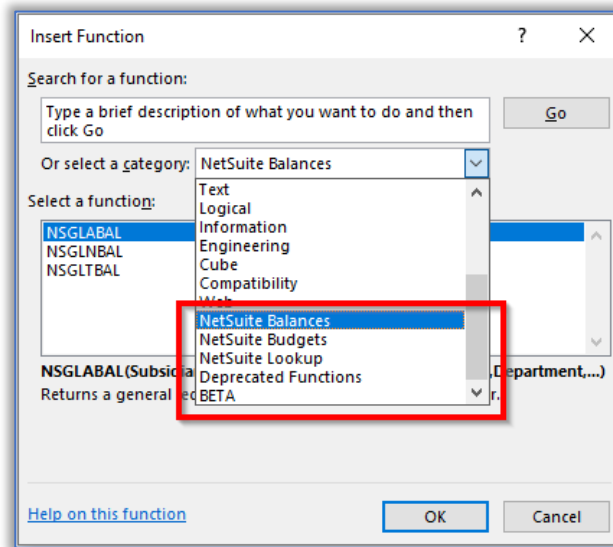 Insert Function ?
Search for a function:
Type a brief description of what you want to do and then
click Go
Go
Or select a category: NetSuite Balances
Text
Logical
Information
Engineering
Cube
Compatibility
Web
NetSuite Balances
NetSuite Budgets
NetSuite Lookup
Deprecated Functions
BETA
Select a function:
NSGLABAL
NSGLNBAL
NSGLTBAL
NSGLABAL( Department,...)
Returns a general
Help on this function
OK
Cancel